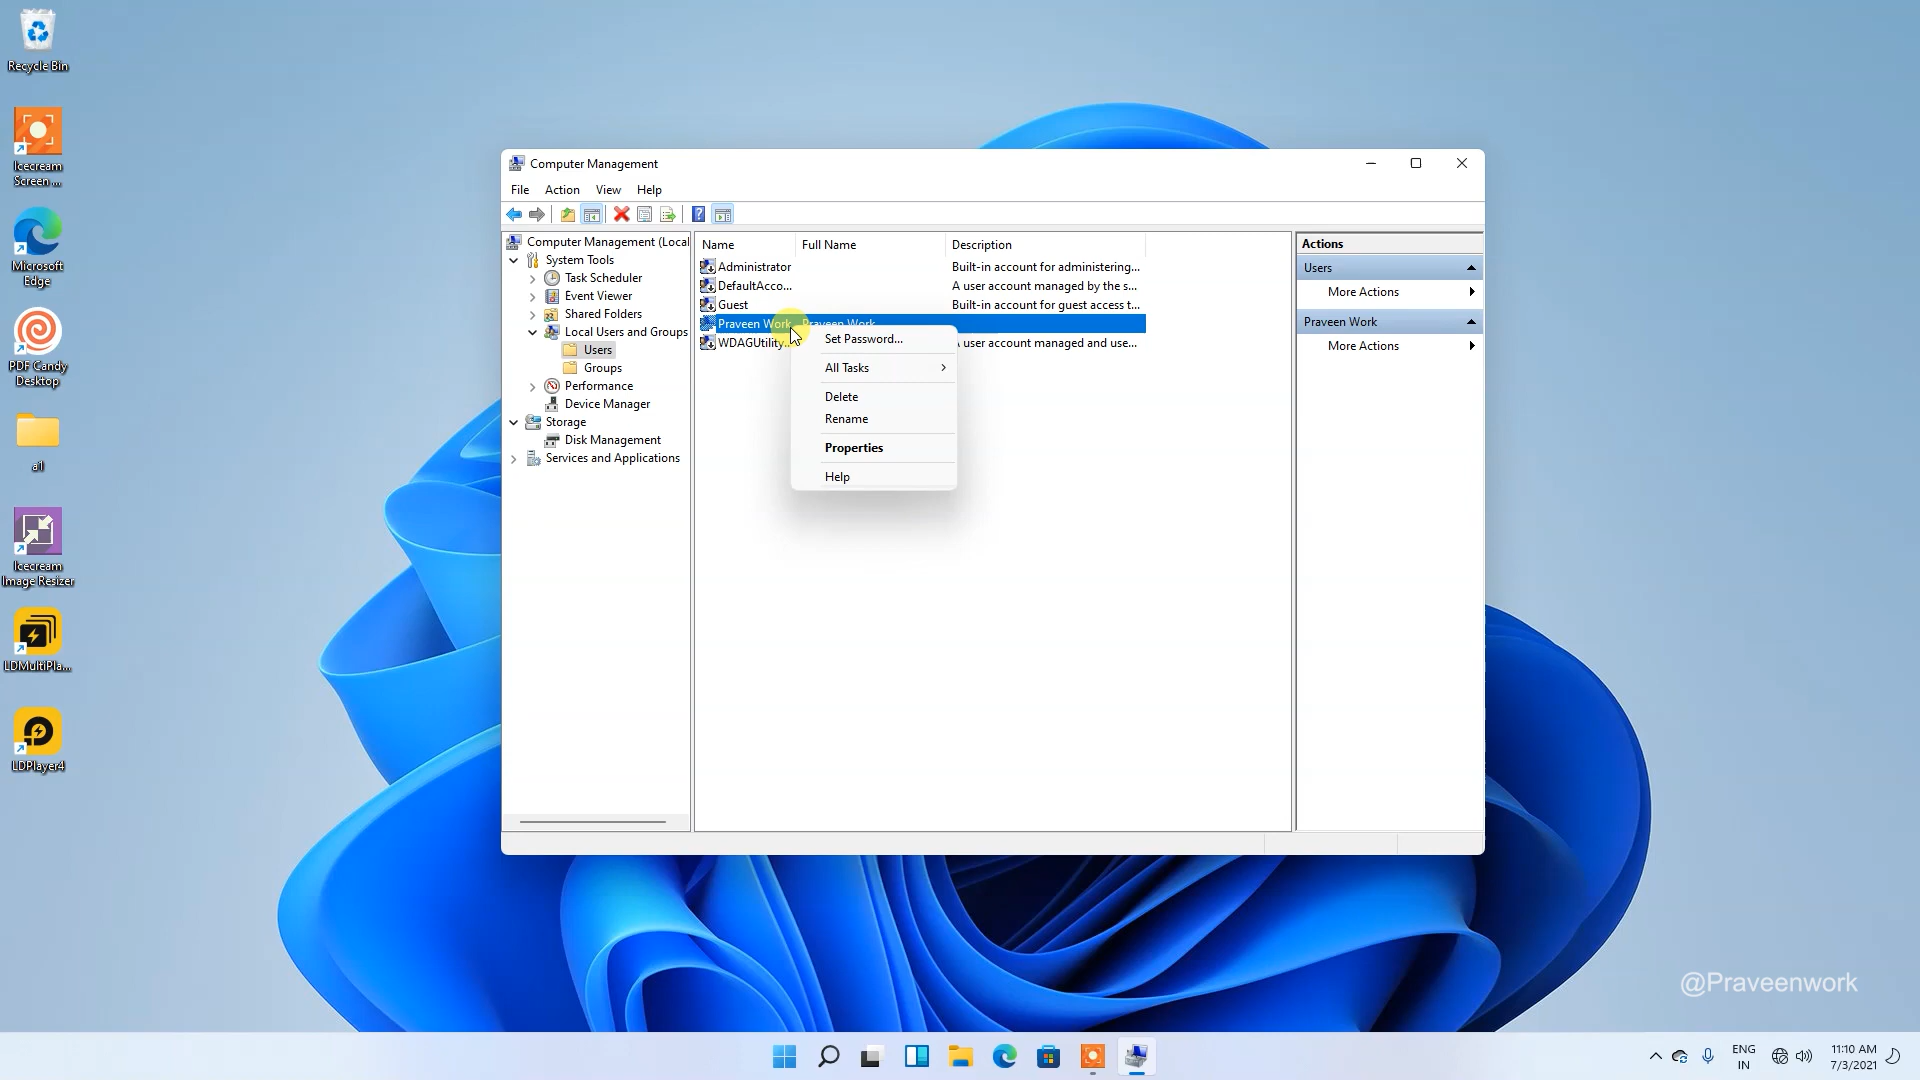 Recycle Bin
Icecream
Screen ...
Microsoft
Edge
PDF Candy
Desktop
a1
Icecream
Image Resizer
LDMultiPla...
LDPlayer4
Computer Management
File Action View Help
Computer Management (Local
System Tools
Task Scheduler
Event Viewer
Shared Folders
Local Users and Groups
Users
Groups
Performance
Device Manager
Storage
Disk Management
Services and Applications
Name Full Name Description
Administrator Built-in account for administering...
DefaultAcco... A user account managed by the s...
Guest Built-in account for guest access t...
Praveen Work Praveen Work
WDAGUtility... A user account managed and use...
Set Password...
All Tasks
Delete
Rename
Properties
Help
Actions
Users
More Actions
Praveen Work
More Actions
@Praveenwork
ENG
IN
11:10 AM
7/3/2021